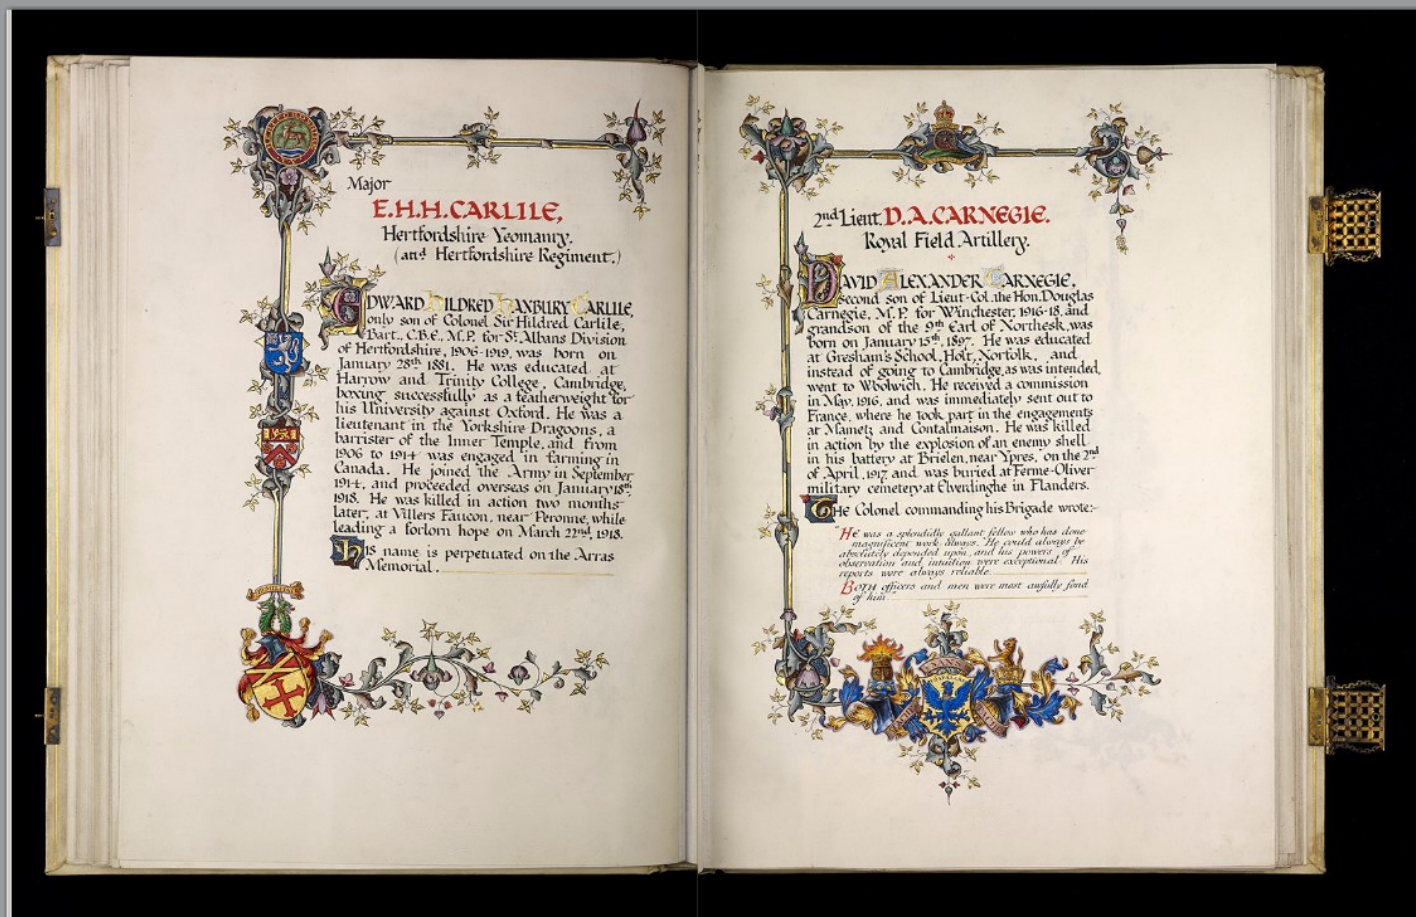 Major
E.H.H.CARLILE,
Hertfordshire Yeomanry.
(and Hertfordshire Regiment.)
EDWARD HILDRED HANBURY CARLILE,
only son of Colonel Sir Hildred Carlile,
Bart., C.B.E., M.P. for St. Albans Division
of Hertfordshire, 1906-1919, was born on
January 28th 1881. He was educated at
Harrow and Trinity College, Cambridge,
boxing successfully as a featherweight for
his University against Oxford. He was a
lieutenant in the Yorkshire Dragoons, a
barrister of the Inner Temple, and from
1906 to 1914 was engaged in farming in
Canada. He joined the Army in September
1914, and proceeded overseas on January 18th
1918. He was killed in action two months
later, at Villers Faucon, near Peronne, while
leading a forlorn hope on March 22nd, 1918.
His name is perpetuated on the Arras
Memorial.
2nd Lieut. D.A.CARNEGIE.
Royal Field Artillery.
DAVID ALEXANDER CARNEGIE,
second son of Lieut-Col. the Hon. Douglas
Carnegie, M.P. for Winchester, 1916-18, and
grandson of the 9th Earl of Northesk, was
born on January 15th, 1897. He was educated
at Gresham's School, Holt, Norfolk, and
instead of going to Cambridge, as was intended,
went to Woolwich. He received a commission
in May, 1916, and was immediately sent out to
France, where he took part in the engagements
at Mametz and Contalmaison. He was killed
in action by the explosion of an enemy shell
in his battery at Brielen, near Ypres, on the 2nd
of April, 1917, and was buried at Ferme-Olivier
military cemetery at Elverdinghe in Flanders.
THE Colonel commanding his Brigade wrote:-
"He was a splendidly gallant fellow who has done
magnificent work always. He could always be
absolutely depended upon, and his powers of
observation and intuition were exceptional. His
reports were always reliable.
BOTH officers and men were most awfully fond
of him"